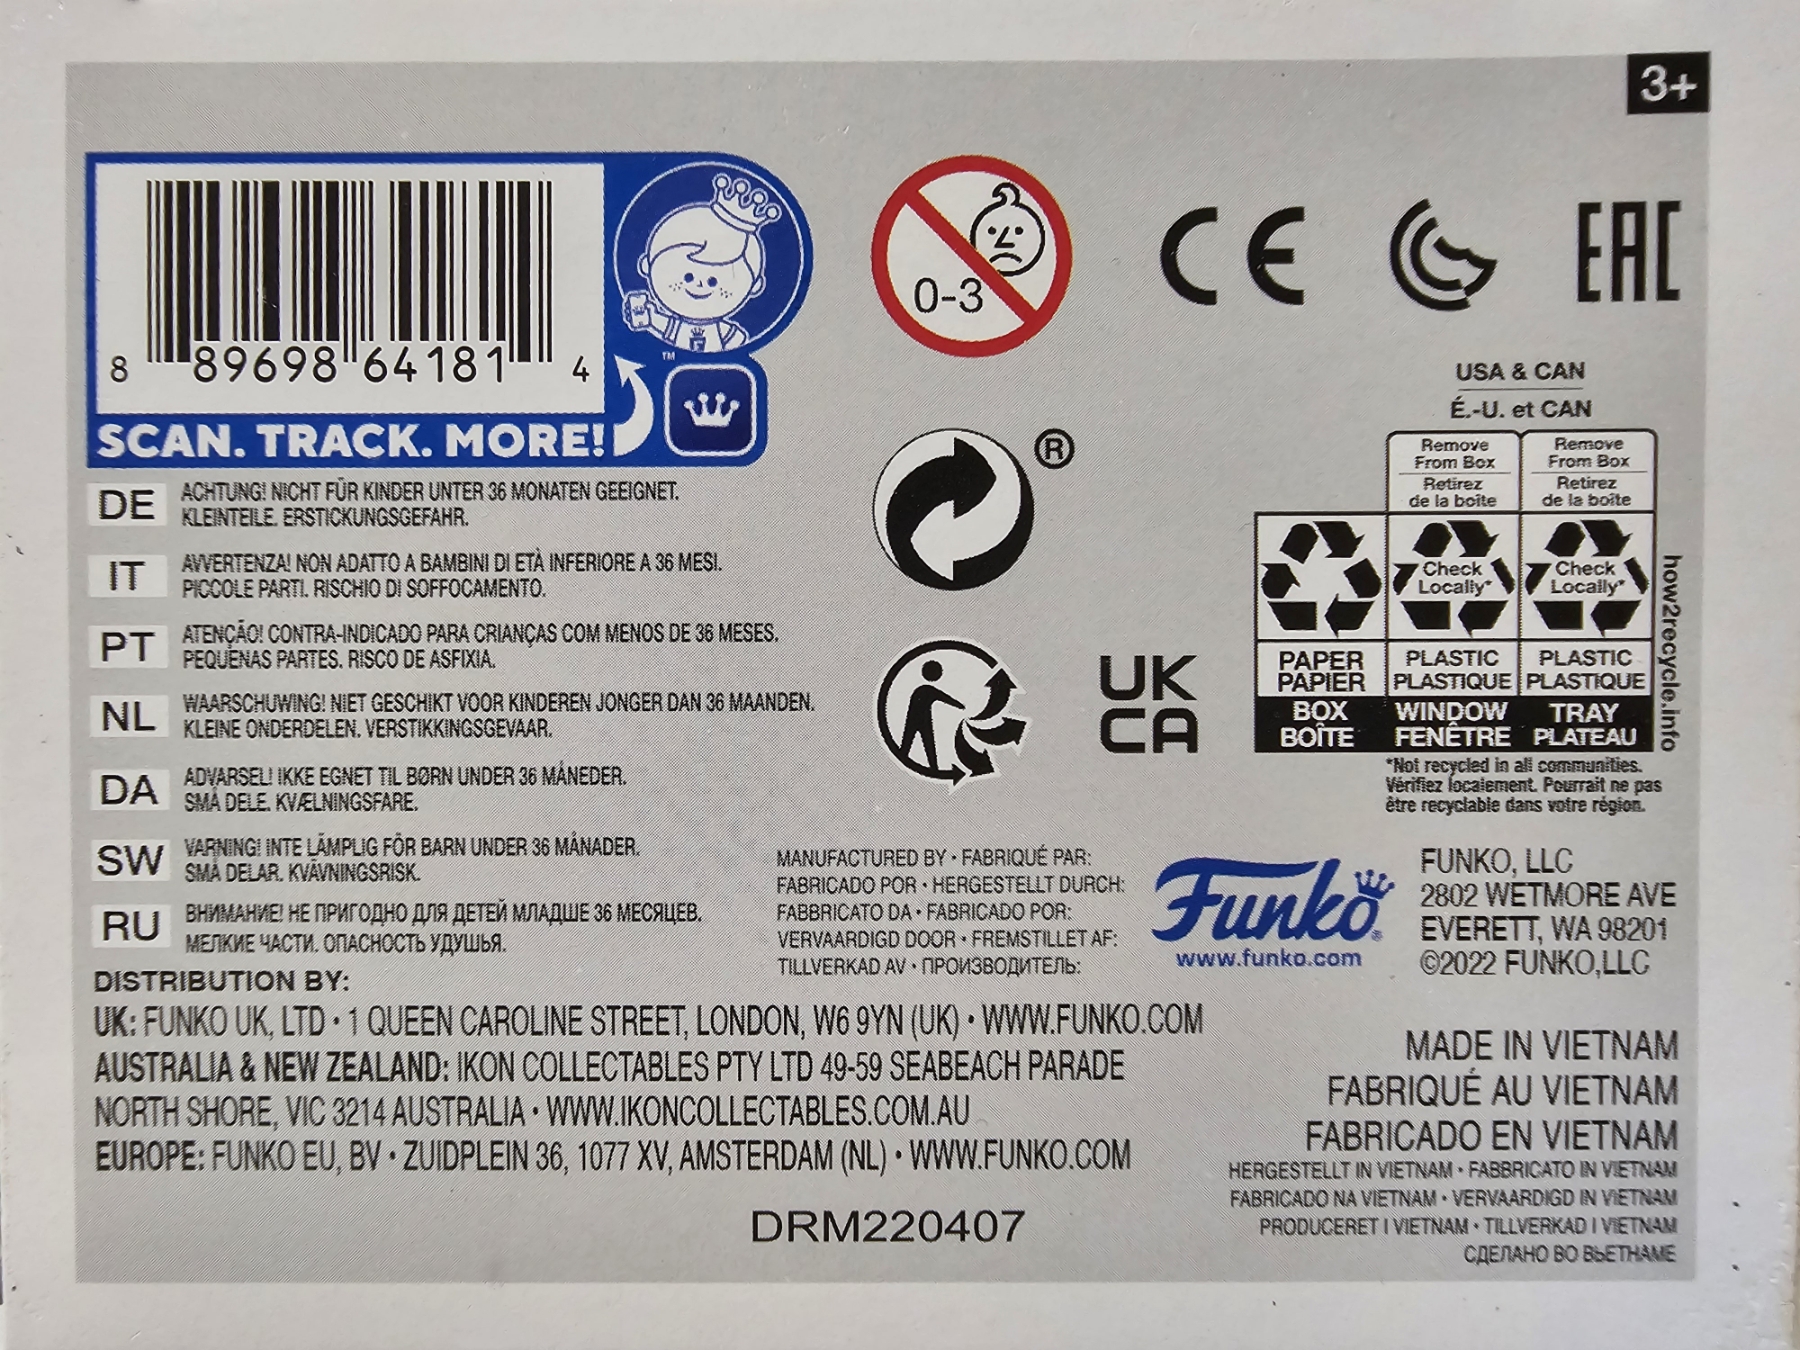 3+
8 89698 64181 4
SCAN. TRACK. MORE!
™
0-3
CE
EAC
DE
ACHTUNG! NICHT FÜR KINDER UNTER 36 MONATEN GEEIGNET.
KLEINTEILE. ERSTICKUNGSGEFAHR.
IT
AVVERTENZA! NON ADATTO A BAMBINI DI ETÀ INFERIORE A 36 MESI.
PICCOLE PARTI. RISCHIO DI SOFFOCAMENTO.
PT
ATENÇÃO! CONTRA-INDICADO PARA CRIANÇAS COM MENOS DE 36 MESES.
PEQUENAS PARTES. RISCO DE ASFIXIA.
NL
WAARSCHUWING! NIET GESCHIKT VOOR KINDEREN JONGER DAN 36 MAANDEN.
KLEINE ONDERDELEN. VERSTIKKINGSGEVAAR.
DA
ADVARSEL! IKKE EGNET TIL BØRN UNDER 36 MÅNEDER.
SMÅ DELE. KVÆLNINGSFARE.
SW
VARNING! INTE LÄMPLIG FÖR BARN UNDER 36 MÅNADER.
SMÅ DELAR. KVÄVNINGSRISK.
RU
ВНИМАНИЕ! НЕ ПРИГОДНО ДЛЯ ДЕТЕЙ МЛАДШЕ 36 МЕСЯЦЕВ.
МЕЛКИЕ ЧАСТИ. ОПАСНОСТЬ УДУШЬЯ.
®
UK
CA
USA & CAN
É.-U. et CAN
Remove
From Box
Retirez
de la boîte
Remove
From Box
Retirez
de la boîte
Check
Locally*
Check
Locally*
PAPER
PAPIER
PLASTIC
PLASTIQUE
PLASTIC
PLASTIQUE
BOX
BOÎTE
WINDOW
FENÊTRE
TRAY
PLATEAU
how2recycle.info
*Not recycled in all communities.
Vérifiez localement. Pourrait ne pas
être recyclable dans votre région.
MANUFACTURED BY • FABRIQUÉ PAR:
FABRICADO POR • HERGESTELLT DURCH:
FABBRICATO DA • FABRICADO POR:
VERVAARDIGD DOOR • FREMSTILLET AF:
TILLVERKAD AV • ПРОИЗВОДИТЕЛЬ:
Funko®
www.funko.com
FUNKO, LLC
2802 WETMORE AVE
EVERETT, WA 98201
©2022 FUNKO,LLC
DISTRIBUTION BY:
UK: FUNKO UK, LTD • 1 QUEEN CAROLINE STREET, LONDON, W6 9YN (UK) • WWW.FUNKO.COM
AUSTRALIA & NEW ZEALAND: IKON COLLECTABLES PTY LTD 49-59 SEABEACH PARADE
NORTH SHORE, VIC 3214 AUSTRALIA • WWW.IKONCOLLECTABLES.COM.AU
EUROPE: FUNKO EU, BV • ZUIDPLEIN 36, 1077 XV, AMSTERDAM (NL) • WWW.FUNKO.COM
DRM220407
MADE IN VIETNAM
FABRIQUÉ AU VIETNAM
FABRICADO EN VIETNAM
HERGESTELLT IN VIETNAM • FABBRICATO IN VIETNAM
FABRICADO NA VIETNAM • VERVAARDIGD IN VIETNAM
PRODUCERET I VIETNAM • TILLVERKAD I VIETNAM
СДЕЛАНО ВО ВЬЕТНАМЕ